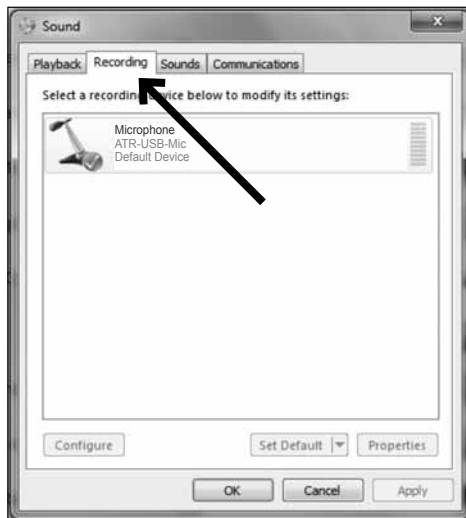 Sound
Playback Recording Sounds Communications
Select a recording device below to modify its settings:
Microphone
ATR-USB-Mic
Default Device
Configure Set Default Properties
OK Cancel Apply